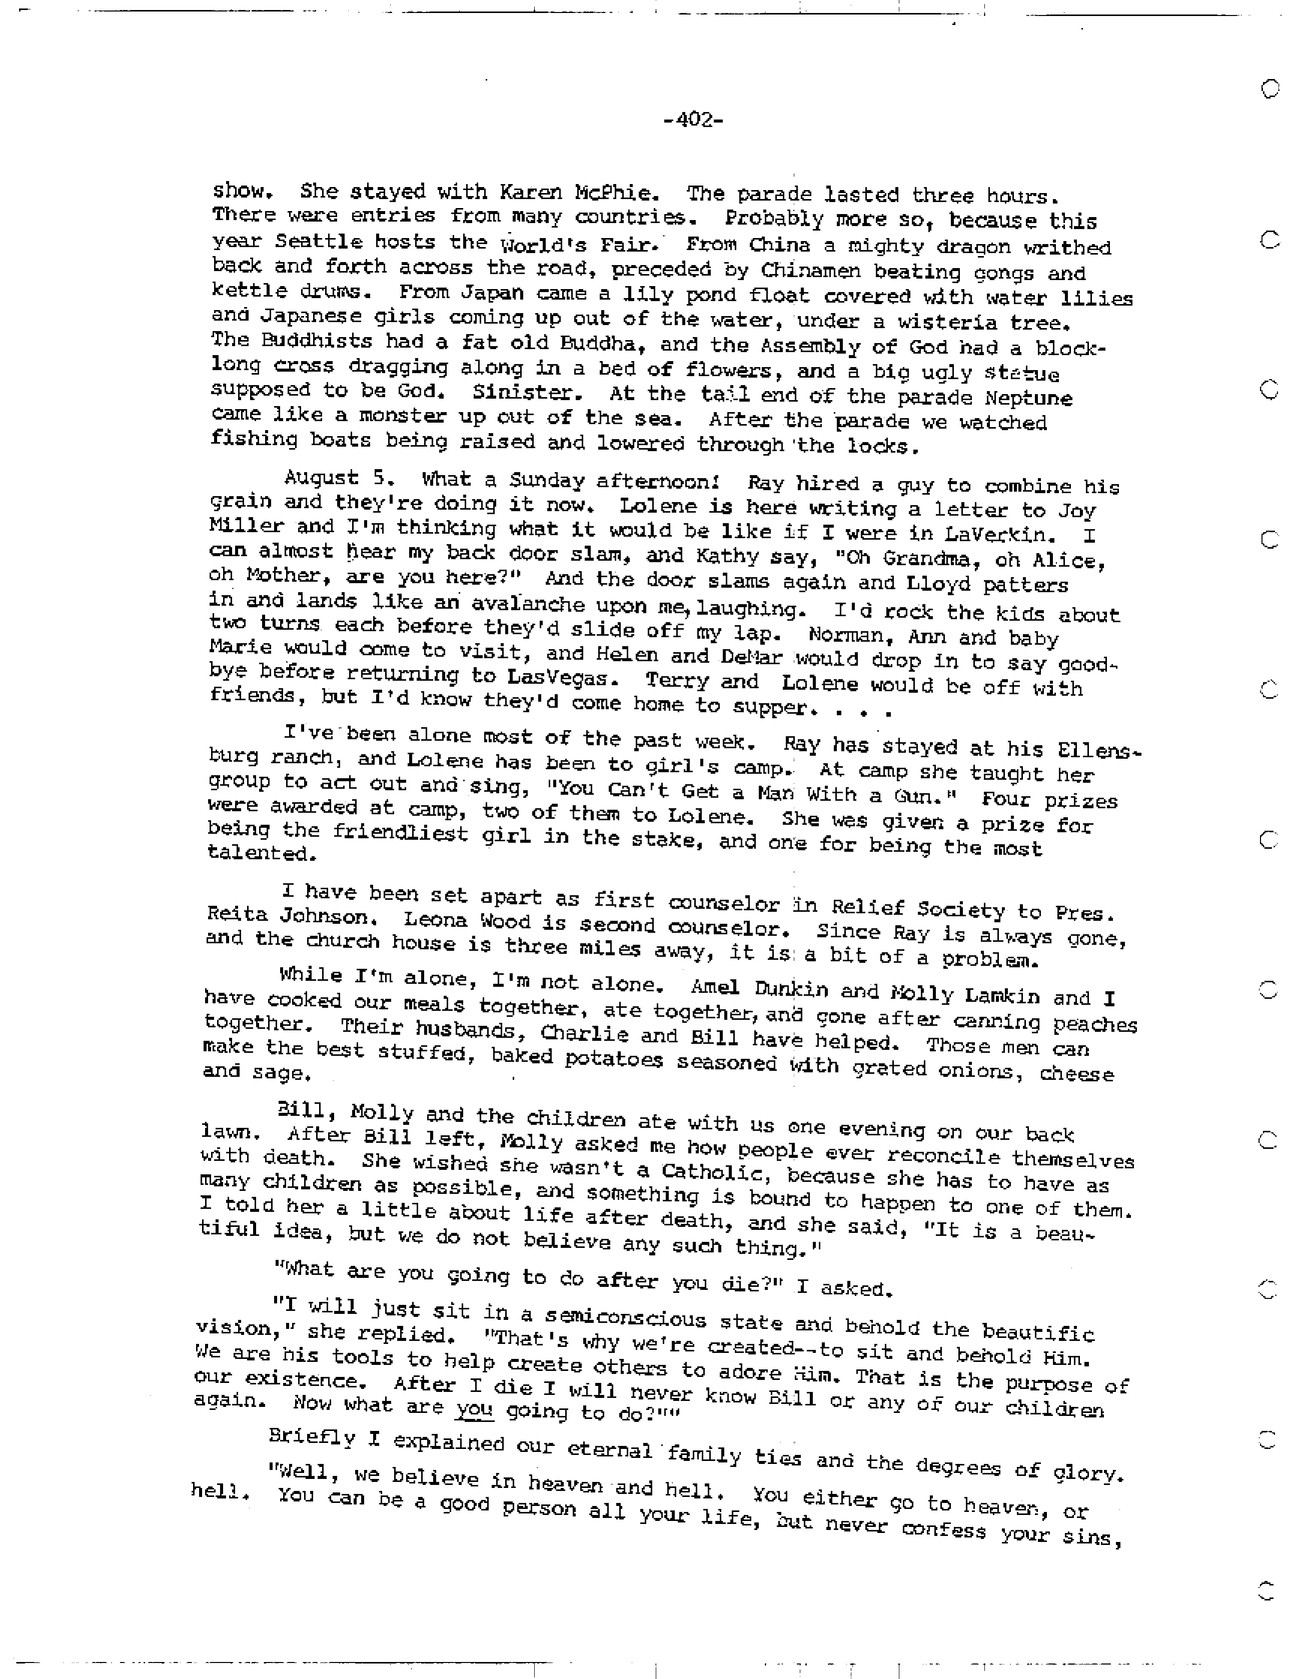 -402-
show. She stayed with Karen McPhie. The parade lasted three hours.
There were entries from many countries. Probably more so, because this
year Seattle hosts the World's Fair. From China a mighty dragon writhed
back and forth across the road, preceded by Chinamen beating gongs and
kettle drums. From Japan came a lily pond float covered with water lilies
and Japanese girls coming up out of the water, under a wisteria tree.
The Buddhists had a fat old Buddha, and the Assembly of God had a block-
long cross dragging along in a bed of flowers, and a big ugly statue
supposed to be God. Sinister. At the tail end of the parade Neptune
came like a monster up out of the sea. After the parade we watched
fishing boats being raised and lowered through the locks.
August 5. What a Sunday afternoon! Ray hired a guy to combine his
grain and they're doing it now. Lolene is here writing a letter to Joy
Miller and I'm thinking what it would be like if I were in LaVerkin. I
can almost hear my back door slam, and Kathy say, "Oh Grandma, oh Alice,
oh Mother, are you here?" And the door slams again and Lloyd patters
in and lands like an avalanche upon me, laughing. I'd rock the kids about
two turns each before they'd slide off my lap. Norman, Ann and baby
Marie would come to visit, and Helen and DeMar would drop in to say good-
bye before returning to LasVegas. Terry and Lolene would be off with
friends, but I'd know they'd come home to supper. . . .
I've been alone most of the past week. Ray has stayed at his Ellens-
burg ranch, and Lolene has been to girl's camp. At camp she taught her
group to act out and sing, "You Can't Get a Man With a Gun." Four prizes
were awarded at camp, two of them to Lolene. She was given a prize for
being the friendliest girl in the stake, and one for being the most
talented.
I have been set apart as first counselor in Relief Society to Pres.
Reita Johnson. Leona Wood is second counselor. Since Ray is always gone,
and the church house is three miles away, it is a bit of a problem.
While I'm alone, I'm not alone. Amel Dunkin and Molly Lamkin and I
have cooked our meals together, ate together, and gone after canning peaches
together. Their husbands, Charlie and Bill have helped. Those men can
make the best stuffed, baked potatoes seasoned with grated onions, cheese
and sage.
Bill, Molly and the children ate with us one evening on our back
lawn. After Bill left, Molly asked me how people ever reconcile themselves
with death. She wished she wasn't a Catholic, because she has to have as
many children as possible, and something is bound to happen to one of them.
I told her a little about life after death, and she said, "It is a beau-
tiful idea, but we do not believe any such thing."
"What are you going to do after you die?" I asked.
"I will just sit in a semiconscious state and behold the beautific
vision," she replied. "That's why we're created--to sit and behold Him.
We are his tools to help create others to adore Him. That is the purpose of
our existence. After I die I will never know Bill or any of our children
again. Now what are you going to do?""
Briefly I explained our eternal family ties and the degrees of glory.
"Well, we believe in heaven and hell. You either go to heaven, or
hell. You can be a good person all your life, but never confess your sins,